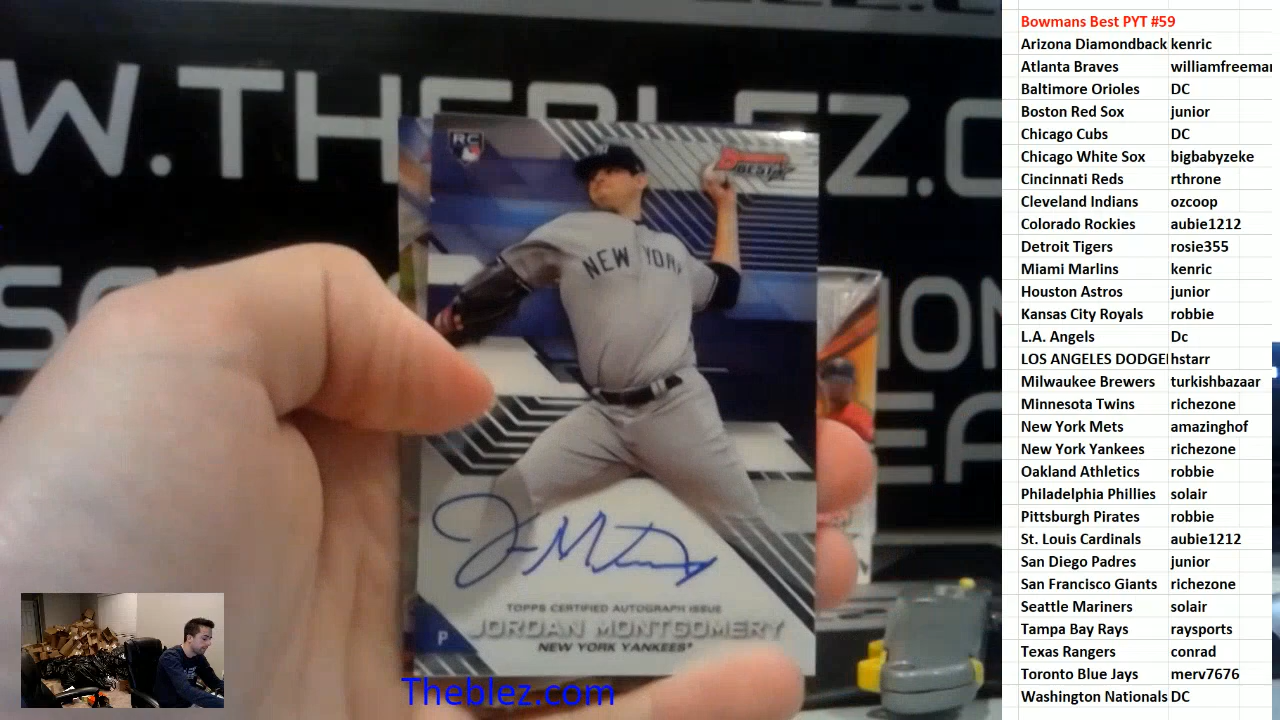 W.THEBLEZ.C
RC
BEST
NEW YORK
TOPPS CERTIFIED AUTOGRAPH ISSUE
P JORDAN MONTGOMERY
NEW YORK YANKEES
Theblez.com
Bowmans Best PYT #59
Arizona Diamondback kenric
Atlanta Braves williamfreeman
Baltimore Orioles DC
Boston Red Sox junior
Chicago Cubs DC
Chicago White Sox bigbabyzeke
Cincinnati Reds rthrone
Cleveland Indians ozcoop
Colorado Rockies aubie1212
Detroit Tigers rosie355
Miami Marlins kenric
Houston Astros junior
Kansas City Royals robbie
L.A. Angels Dc
LOS ANGELES DODGE hstarr
Milwaukee Brewers turkishbazaar
Minnesota Twins richezone
New York Mets amazinghof
New York Yankees richezone
Oakland Athletics robbie
Philadelphia Phillies solair
Pittsburgh Pirates robbie
St. Louis Cardinals aubie1212
San Diego Padres junior
San Francisco Giants richezone
Seattle Mariners solair
Tampa Bay Rays raysports
Texas Rangers conrad
Toronto Blue Jays merv7676
Washington Nationals DC